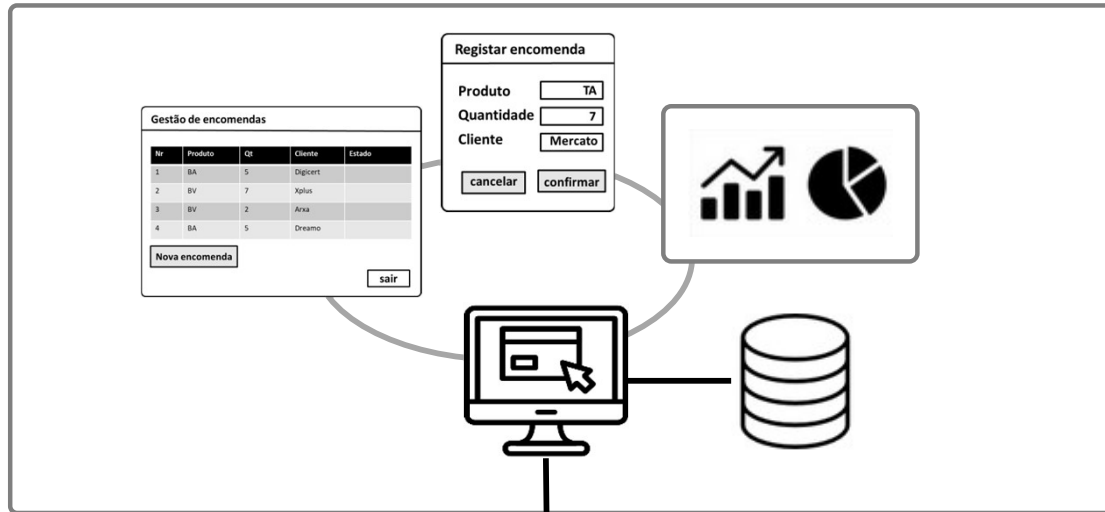 Registar encomenda
Produto TA
Quantidade 7
Cliente Mercato
cancelar confirmar
Gestão de encomendas
Nr Produto Qt Cliente Estado
1 BA 5 Digicert
2 BV 7 Xplus
3 BV 2 Arxa
4 BA 5 Dreamo
Nova encomenda
sair